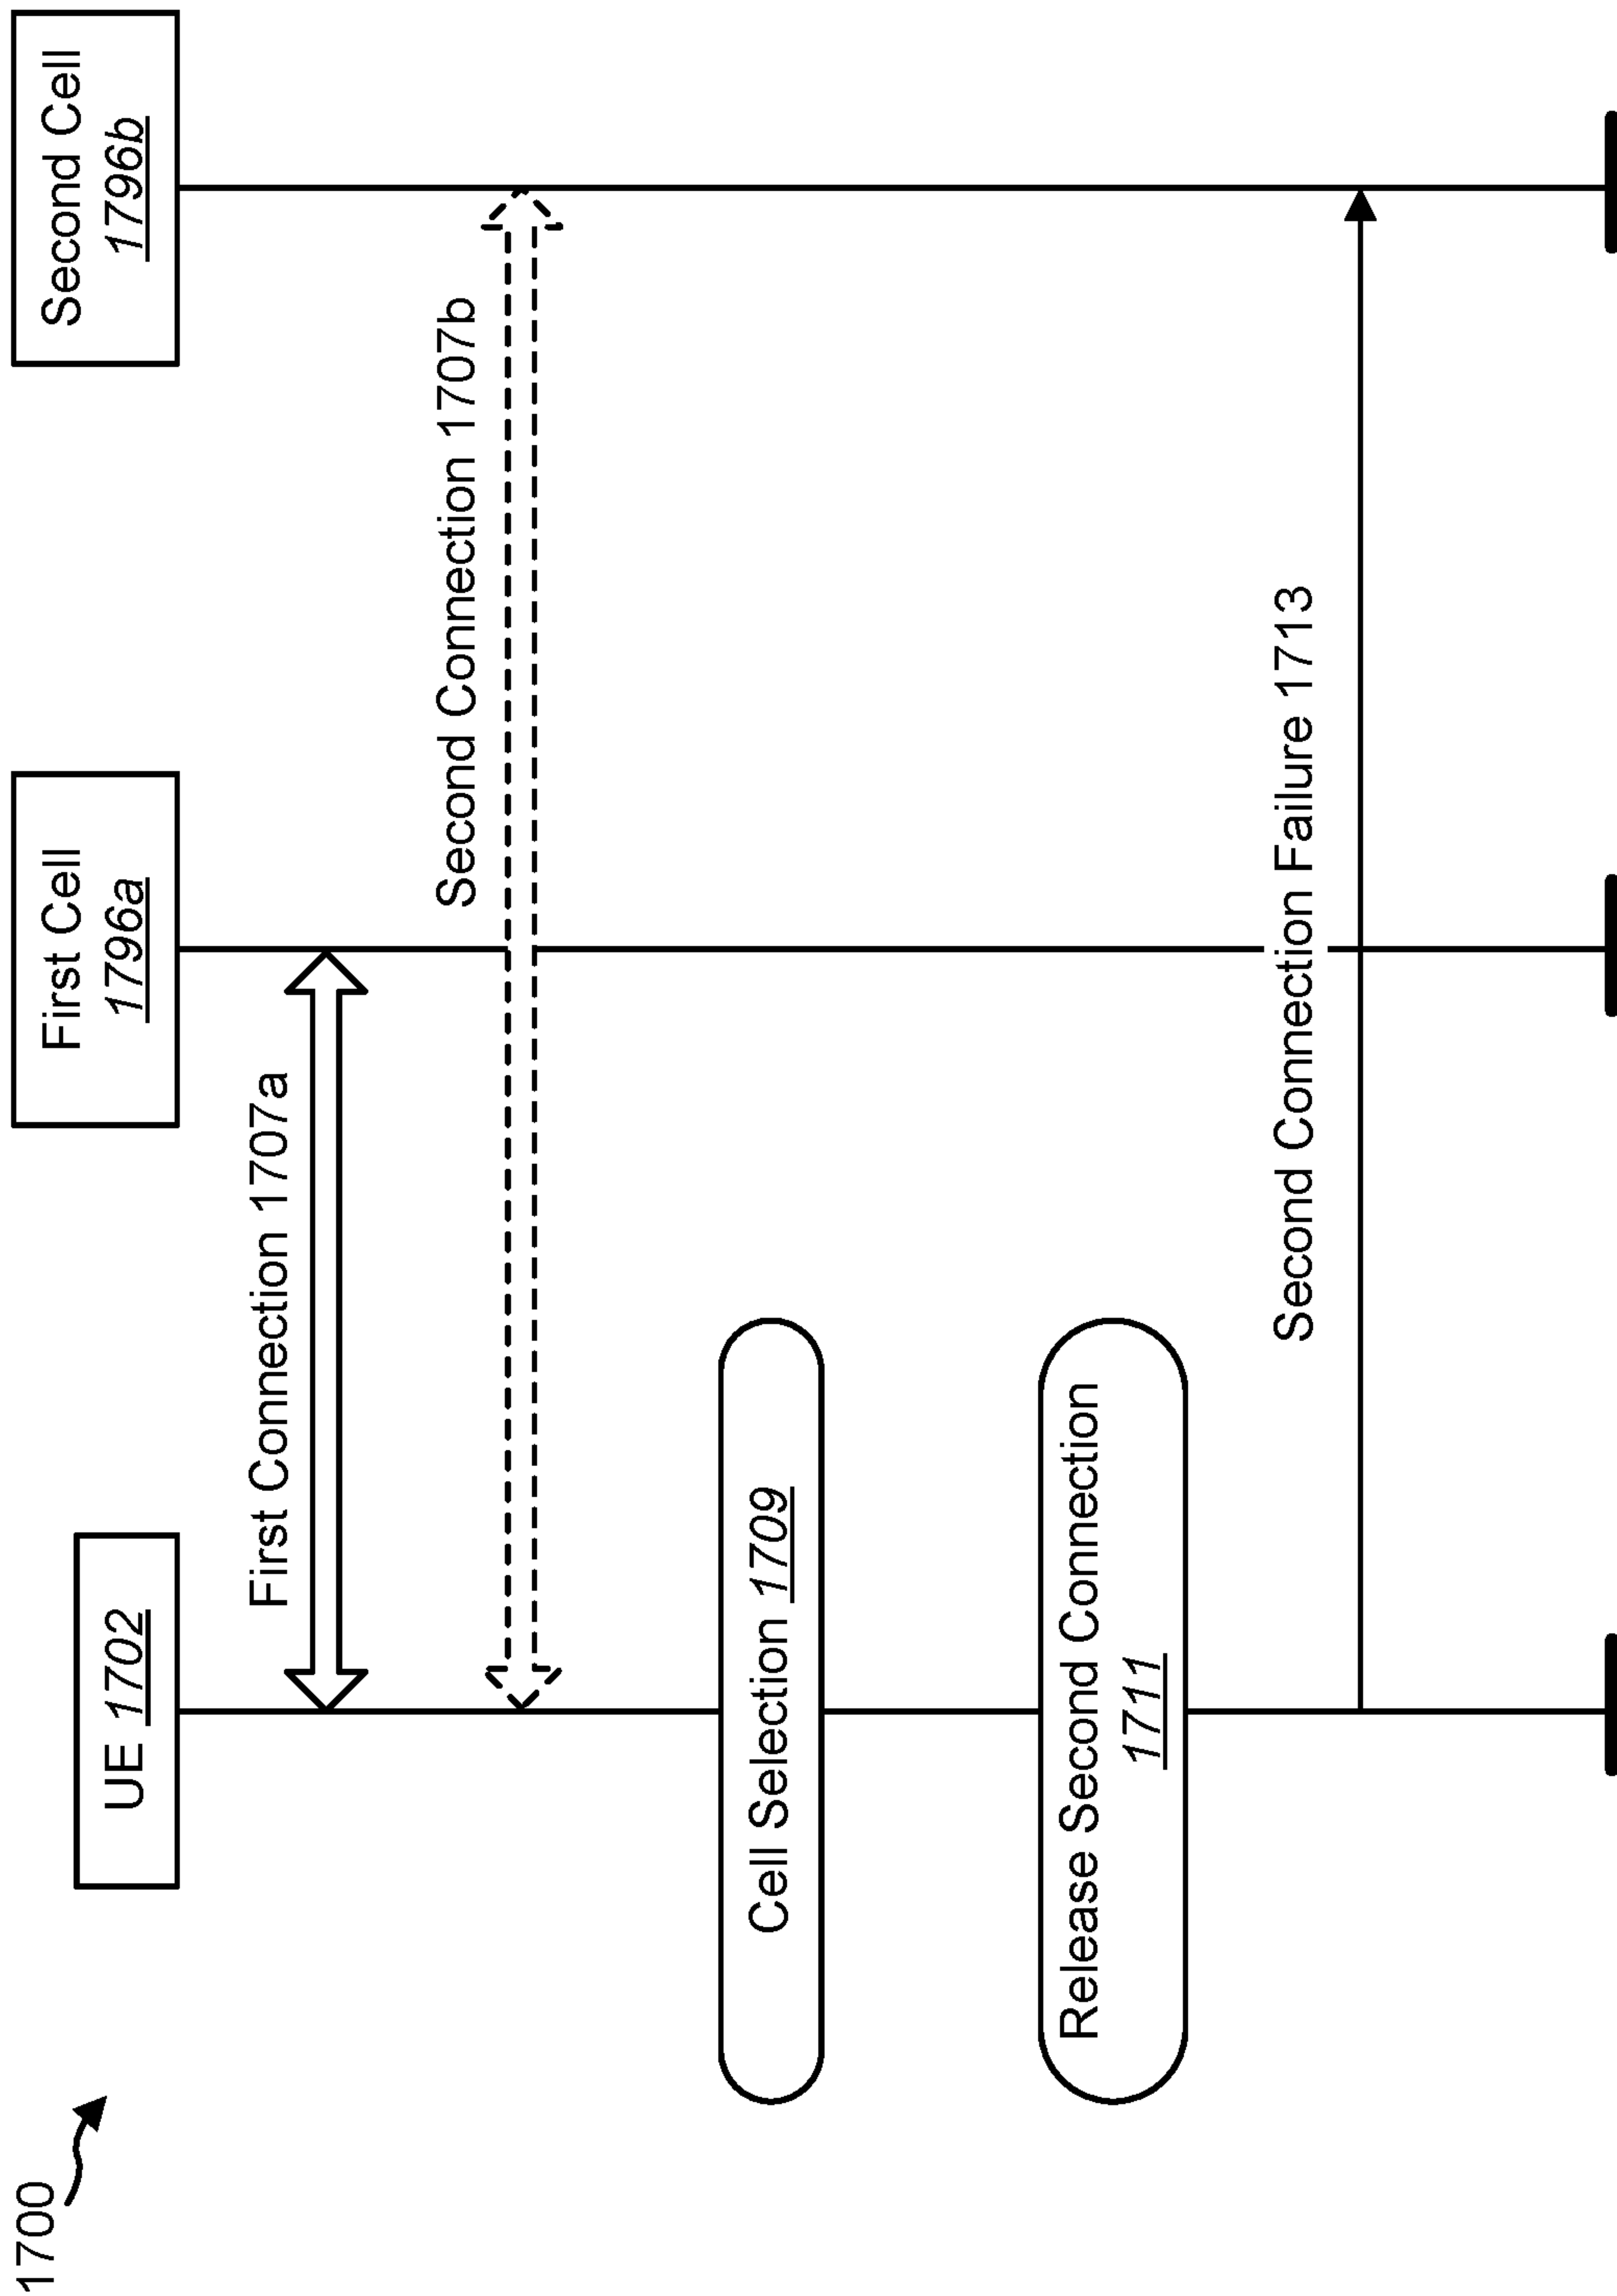 1700
UE 1702
First Cell
1796a
Second Cell
1796b
First Connection 1707a
Second Connection 1707b
Cell Selection 1709
Release Second Connection
1711
Second Connection Failure 1713